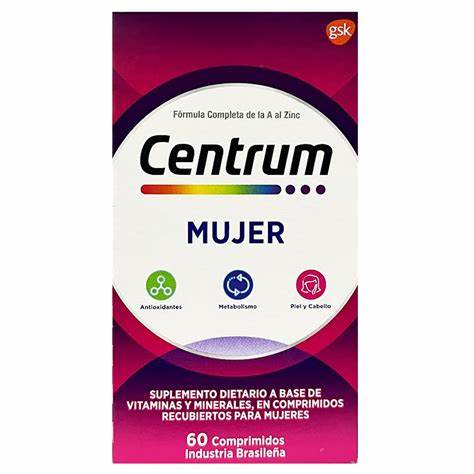 gsk
Fórmula Completa de la A al Zinc
Centrum
MUJER
Antioxidantes
Metabolismo
Piel y Cabello
SUPLEMENTO DIETARIO A BASE DE
VITAMINAS Y MINERALES, EN COMPRIMIDOS
RECUBIERTOS PARA MUJERES
60 Comprimidos
Industria Brasileña